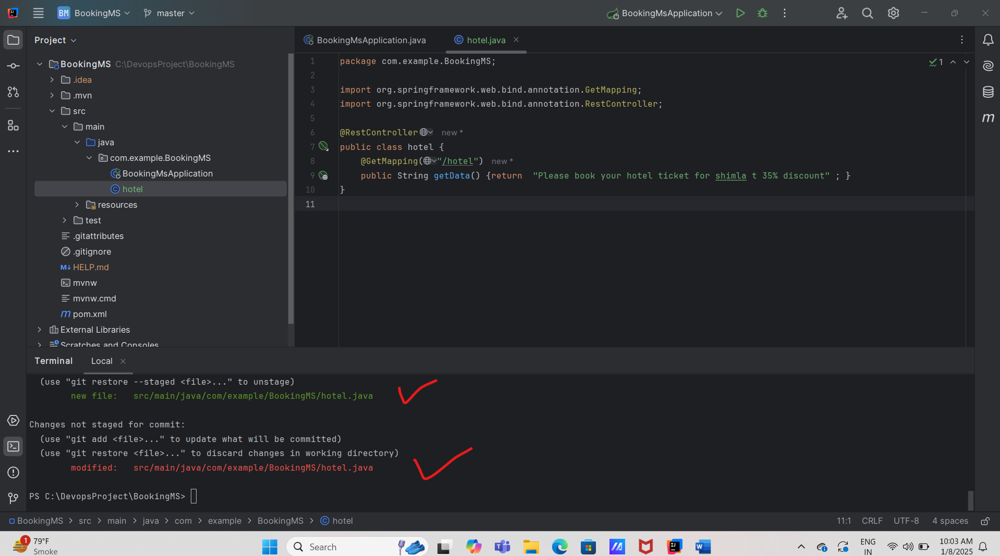 BM BookingMS master BookingMsApplication
Project
BookingMsApplication.java hotel.java
BookingMS C:\DevopsProject\BookingMS
.idea
.mvn
src
main
java
com.example.BookingMS
BookingMsApplication
hotel
resources
test
.gitattributes
.gitignore
M↓ HELP.md
mvnw
mvnw.cmd
m pom.xml
External Libraries
Scratches and Consoles
1 package com.example.BookingMS;
2
3 import org.springframework.web.bind.annotation.GetMapping;
4 import org.springframework.web.bind.annotation.RestController;
5
6 @RestController new *
7 public class hotel {
8 @GetMapping("/hotel") new *
9 public String getData() {return "Please book your hotel ticket for shimla t 35% discount" ; }
10 }
11
1
m
Terminal Local
(use "git restore --staged <file>..." to unstage)
new file: src/main/java/com/example/BookingMS/hotel.java
Changes not staged for commit:
(use "git add <file>..." to update what will be committed)
(use "git restore <file>..." to discard changes in working directory)
modified: src/main/java/com/example/BookingMS/hotel.java
PS C:\DevopsProject\BookingMS>
BookingMS > src > main > java > com > example > BookingMS > hotel 11:1 CRLF UTF-8 4 spaces
1 79°F
Smoke
Search
ENG
IN
10:03 AM
1/8/2025